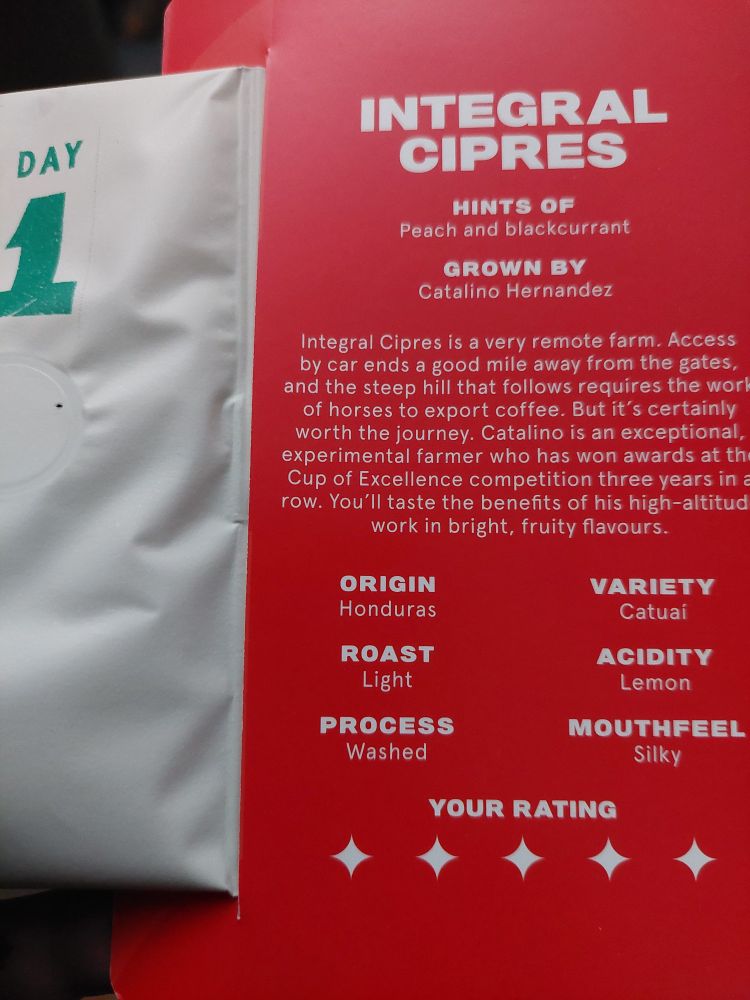 DAY
1
INTEGRAL
CIPRES
HINTS OF
Peach and blackcurrant
GROWN BY
Catalino Hernandez
Integral Cipres is a very remote farm. Access
by car ends a good mile away from the gates,
and the steep hill that follows requires the work
of horses to export coffee. But it's certainly
worth the journey. Catalino is an exceptional,
experimental farmer who has won awards at the
Cup of Excellence competition three years in a
row. You'll taste the benefits of his high-altitud
work in bright, fruity flavours.
ORIGIN
Honduras
VARIETY
Catuaí
ROAST
Light
ACIDITY
Lemon
PROCESS
Washed
MOUTHFEEL
Silky
YOUR RATING